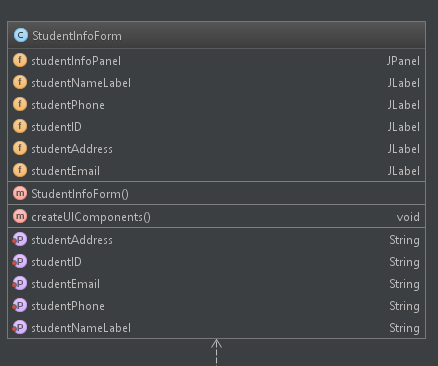 C StudentInfoForm
f studentInfoPanel JPanel
f studentNameLabel JLabel
f studentPhone JLabel
f studentID JLabel
f studentAddress JLabel
f studentEmail JLabel
m StudentInfoForm()
m createUIComponents() void
P studentAddress String
P studentID String
P studentEmail String
P studentPhone String
P studentNameLabel String